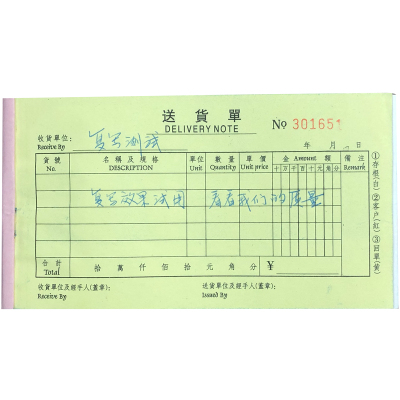 送貨單
DELIVERY NOTE
№ 301651
收貨單位: 复写测试
Receive By
年 月 日
貨號 名稱及規格 單位 數量 單價 金 Amount 額 備注
No. DESCRIPTION Unit Quantity Unit price 十 万 千 百 十 元 角 分 Remark
复写效果试用 看看我们的质量
合計 拾 萬 仟 佰 拾 元 角 分 ¥
Total
收貨單位及經手人(蓋章): 送貨單位及經手人(蓋章):
Receive By Issued By
①存根(白) ②客户(紅) ③回單(黄)